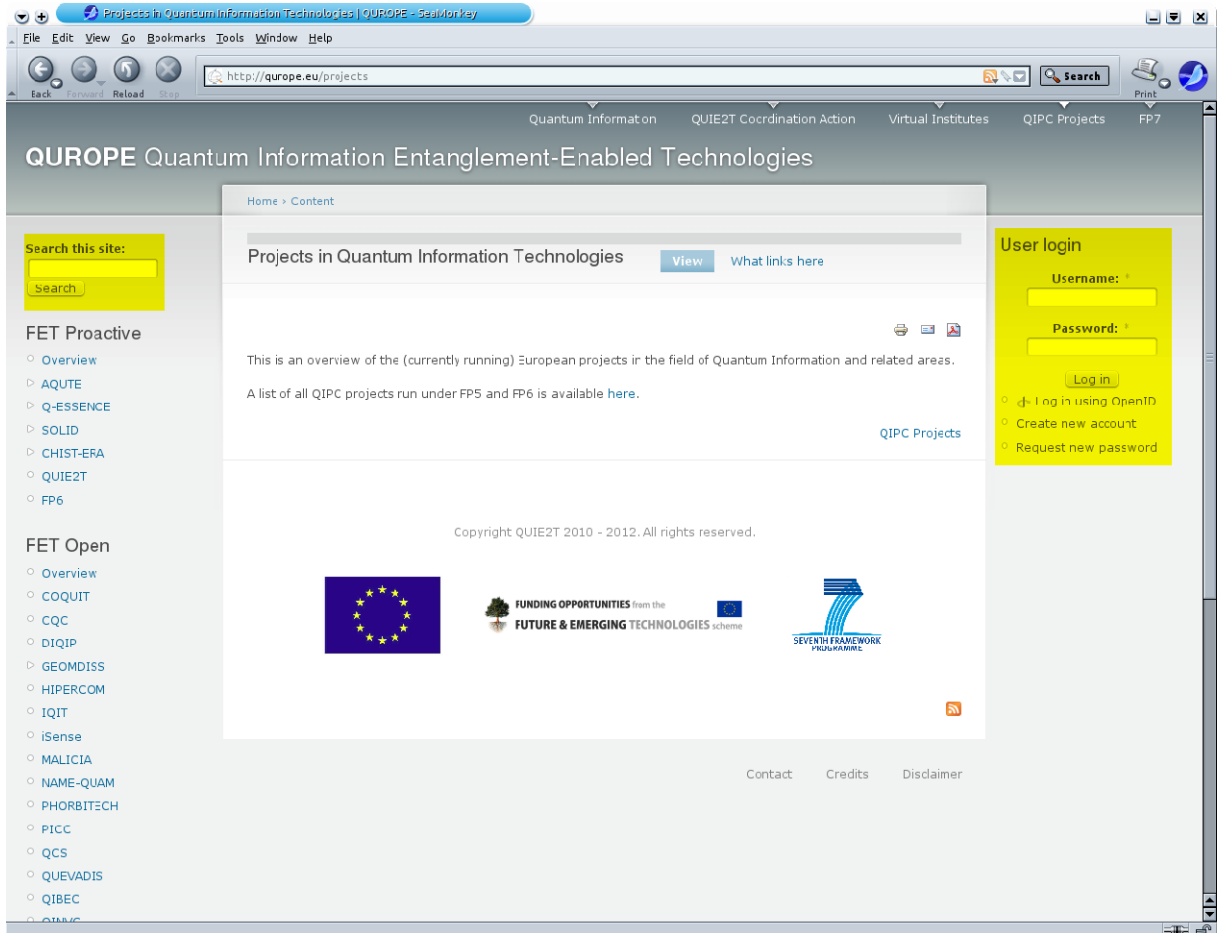 Projects in Quantum Information Technologies | QUROPE - SeaMonkey
File Edit View Go Bookmarks Tools Window Help
Back Forward Reload Stop
http://qurope.eu/projects
Search
Print
Quantum Information QUIE2T Coordination Action Virtual Institutes QIPC Projects FP7
QUROPE Quantum Information Entanglement-Enabled Technologies
Home > Content
Search this site:
Search
FET Proactive
Overview
AQUTE
Q-ESSENCE
SOLID
CHIST-ERA
QUIE2T
FP6
FET Open
Overview
COQUIT
CQC
DIQIP
GEOMDISS
HIPERCOM
IQIT
iSense
MALICIA
NAME-QUAM
PHORBITECH
PICC
QCS
QUEVADIS
QIBEC
Projects in Quantum Information Technologies
View What links here
This is an overview of the (currently running) European projects in the field of Quantum Information and related areas.
A list of all QIPC projects run under FP5 and FP6 is available here.
QIPC Projects
Copyright QUIE2T 2010 - 2012. All rights reserved.
FUNDING OPPORTUNITIES from the
FUTURE & EMERGING TECHNOLOGIES scheme
7
SEVENTH FRAMEWORK
PROGRAMME
Contact Credits Disclaimer
User login
Username: *
Password: *
Log in
Log in using OpenID
Create new account
Request new password